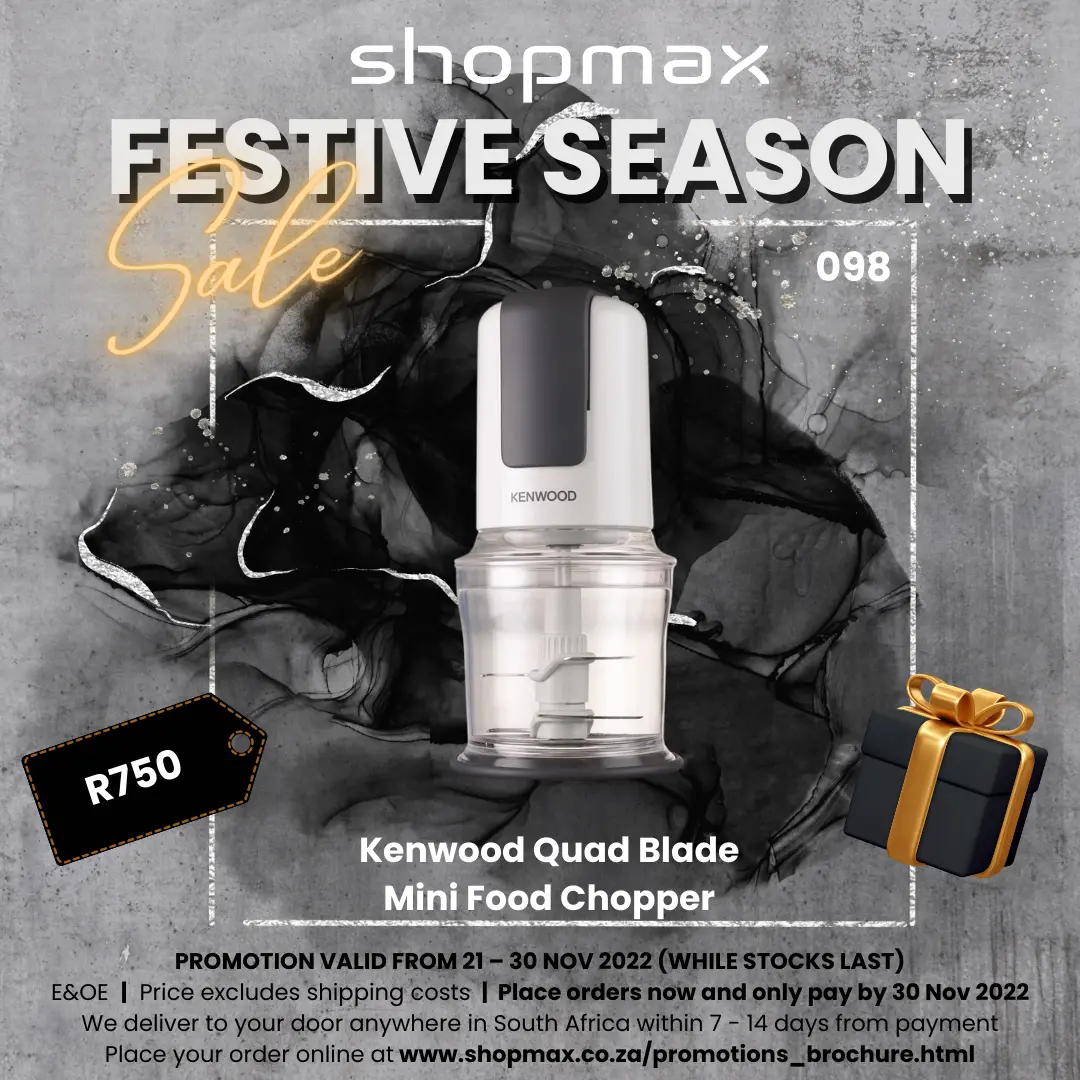 shopmax
FESTIVE SEASON
Sale
098
KENWOOD
R750
Kenwood Quad Blade
Mini Food Chopper
PROMOTION VALID FROM 21 – 30 NOV 2022 (WHILE STOCKS LAST)
E&OE | Price excludes shipping costs | Place orders now and only pay by 30 Nov 2022
We deliver to your door anywhere in South Africa within 7 - 14 days from payment
Place your order online at www.shopmax.co.za/promotions_brochure.html